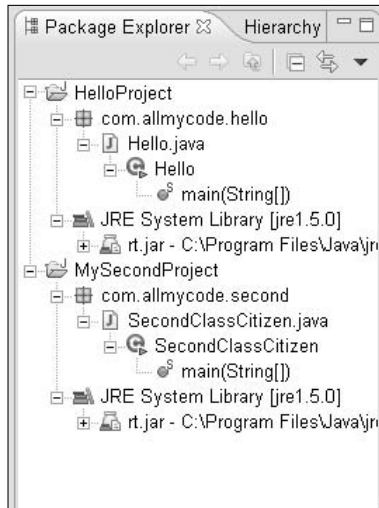 Package Explorer Hierarchy
HelloProject
com.allmycode.hello
J Hello.java
Hello
S main(String[])
JRE System Library [jre1.5.0]
rt.jar - C:\Program Files\Java\jre
MySecondProject
com.allmycode.second
J SecondClassCitizen.java
SecondClassCitizen
S main(String[])
JRE System Library [jre1.5.0]
rt.jar - C:\Program Files\Java\jre